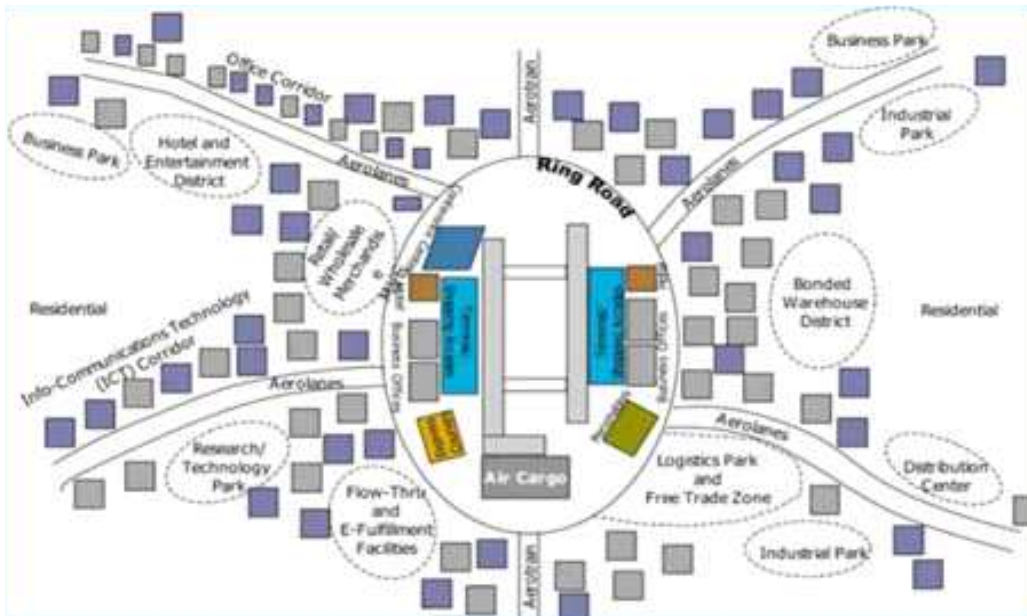 Business Park
Office Corridor
Aerotran
Industrial
Park
Business Park
Hotel and
Entertainment
District
Aerolanes
Aerolanes
Ring Road
Retail/
Wholesale
Merchandis
e
Bonded
Warehouse
District
Residential
Residential
Info-Communications Technology
(ICT) Corridor
Business Offices
Aerolanes
Aerolanes
Research/
Technology
Park
Air Cargo
Logistics Park
and
Free Trade Zone
Distribution
Center
Flow-Thru
and
E-Fulfillment
Facilities
Industrial Park
Aerotran